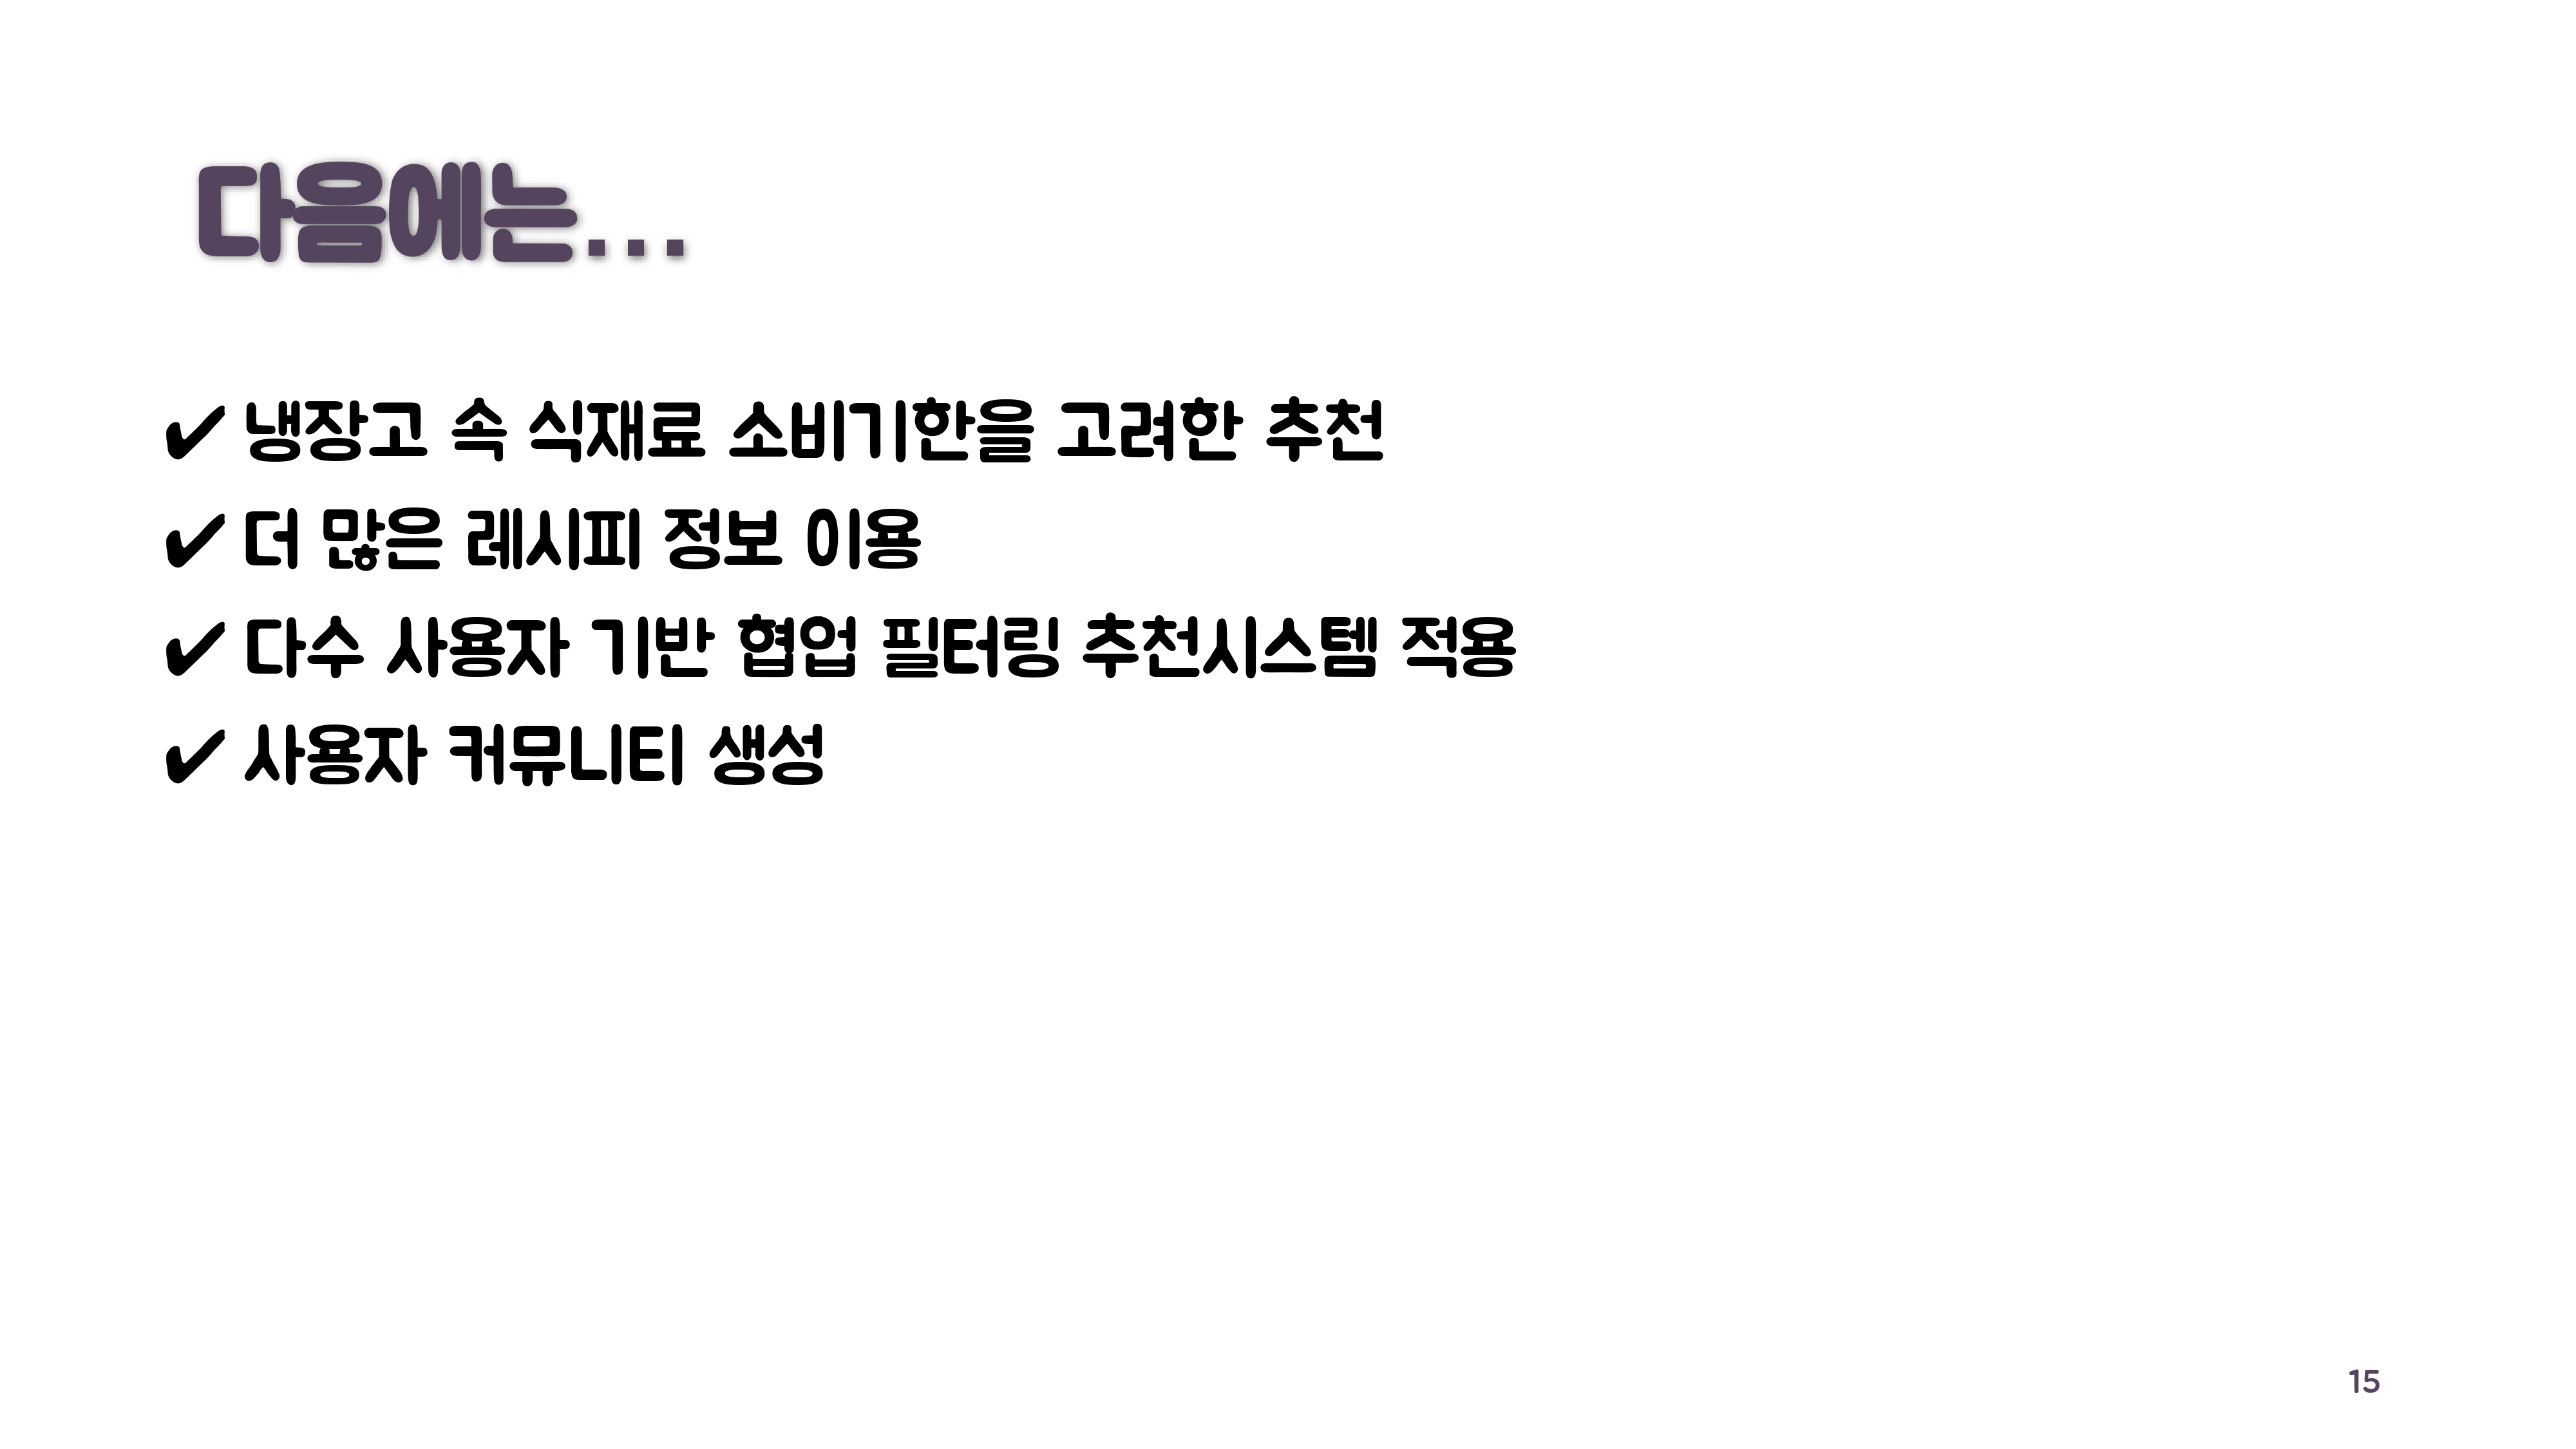 다음에는...
✔ 냉장고 속 식재료 소비기한을 고려한 추천
✔ 더 많은 레시피 정보 이용
✔ 다수 사용자 기반 협업 필터링 추천시스템 적용
✔ 사용자 커뮤니티 생성
15